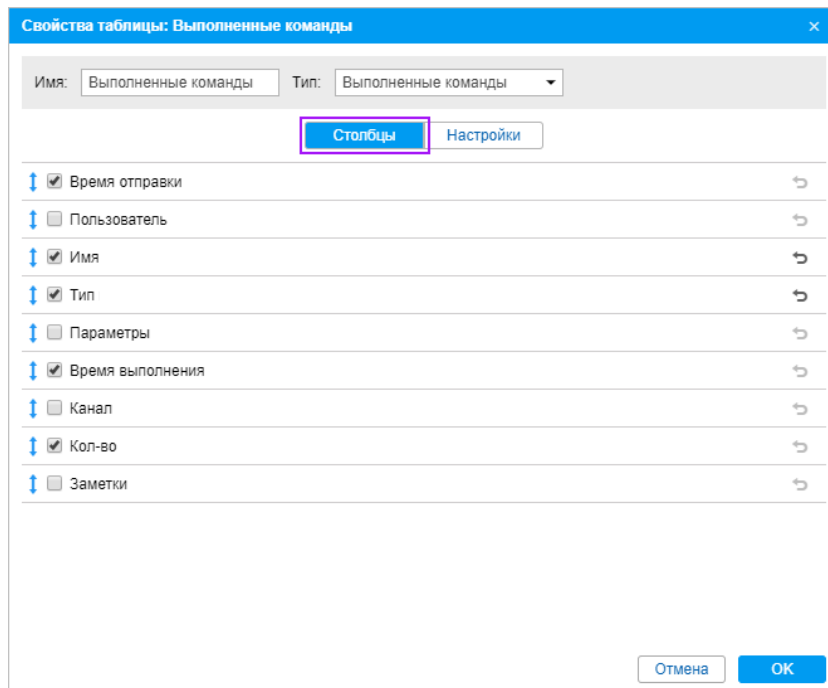 Свойства таблицы: Выполненные команды
Имя: Выполненные команды Тип: Выполненные команды
Столбцы Настройки
Время отправки
Пользователь
Имя
Тип
Параметры
Время выполнения
Канал
Кол-во
Заметки
Отмена OK